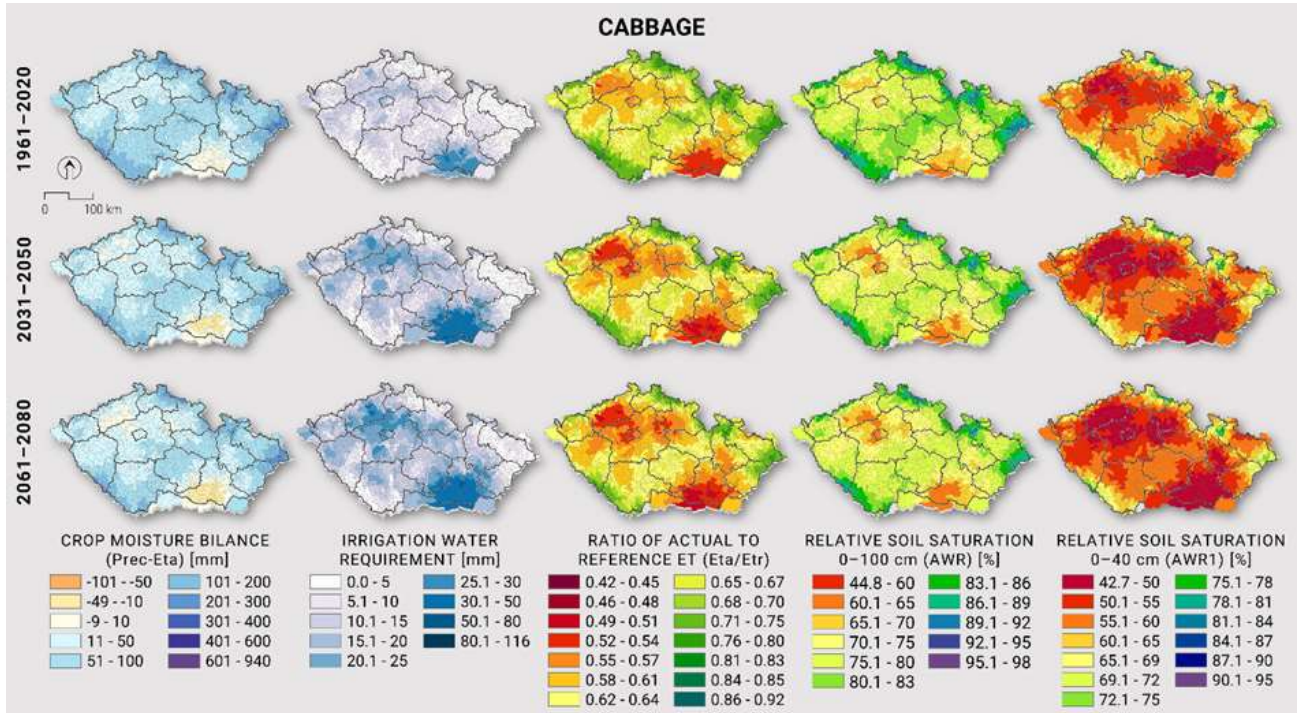 CABBAGE
1961–2020
0 100 km
2031–2050
2061–2080
CROP MOISTURE BILANCE
(Prec-Eta) [mm]
-101 - -50 101 - 200
-49 - -10 201 - 300
-9 - 10 301 - 400
11 - 50 401 - 600
51 - 100 601 - 940
IRRIGATION WATER
REQUIREMENT [mm]
0.0 - 5 25.1 - 30
5.1 - 10 30.1 - 50
10.1 - 15 50.1 - 80
15.1 - 20 80.1 - 116
20.1 - 25
RATIO OF ACTUAL TO
REFERENCE ET (Eta/Etr)
0.42 - 0.45 0.65 - 0.67
0.46 - 0.48 0.68 - 0.70
0.49 - 0.51 0.71 - 0.75
0.52 - 0.54 0.76 - 0.80
0.55 - 0.57 0.81 - 0.83
0.58 - 0.61 0.84 - 0.85
0.62 - 0.64 0.86 - 0.92
RELATIVE SOIL SATURATION
0–100 cm (AWR) [%]
44.8 - 60 83.1 - 86
60.1 - 65 86.1 - 89
65.1 - 70 89.1 - 92
70.1 - 75 92.1 - 95
75.1 - 80 95.1 - 98
80.1 - 83
RELATIVE SOIL SATURATION
0–40 cm (AWR1) [%]
42.7 - 50 75.1 - 78
50.1 - 55 78.1 - 81
55.1 - 60 81.1 - 84
60.1 - 65 84.1 - 87
65.1 - 69 87.1 - 90
69.1 - 72 90.1 - 95
72.1 - 75